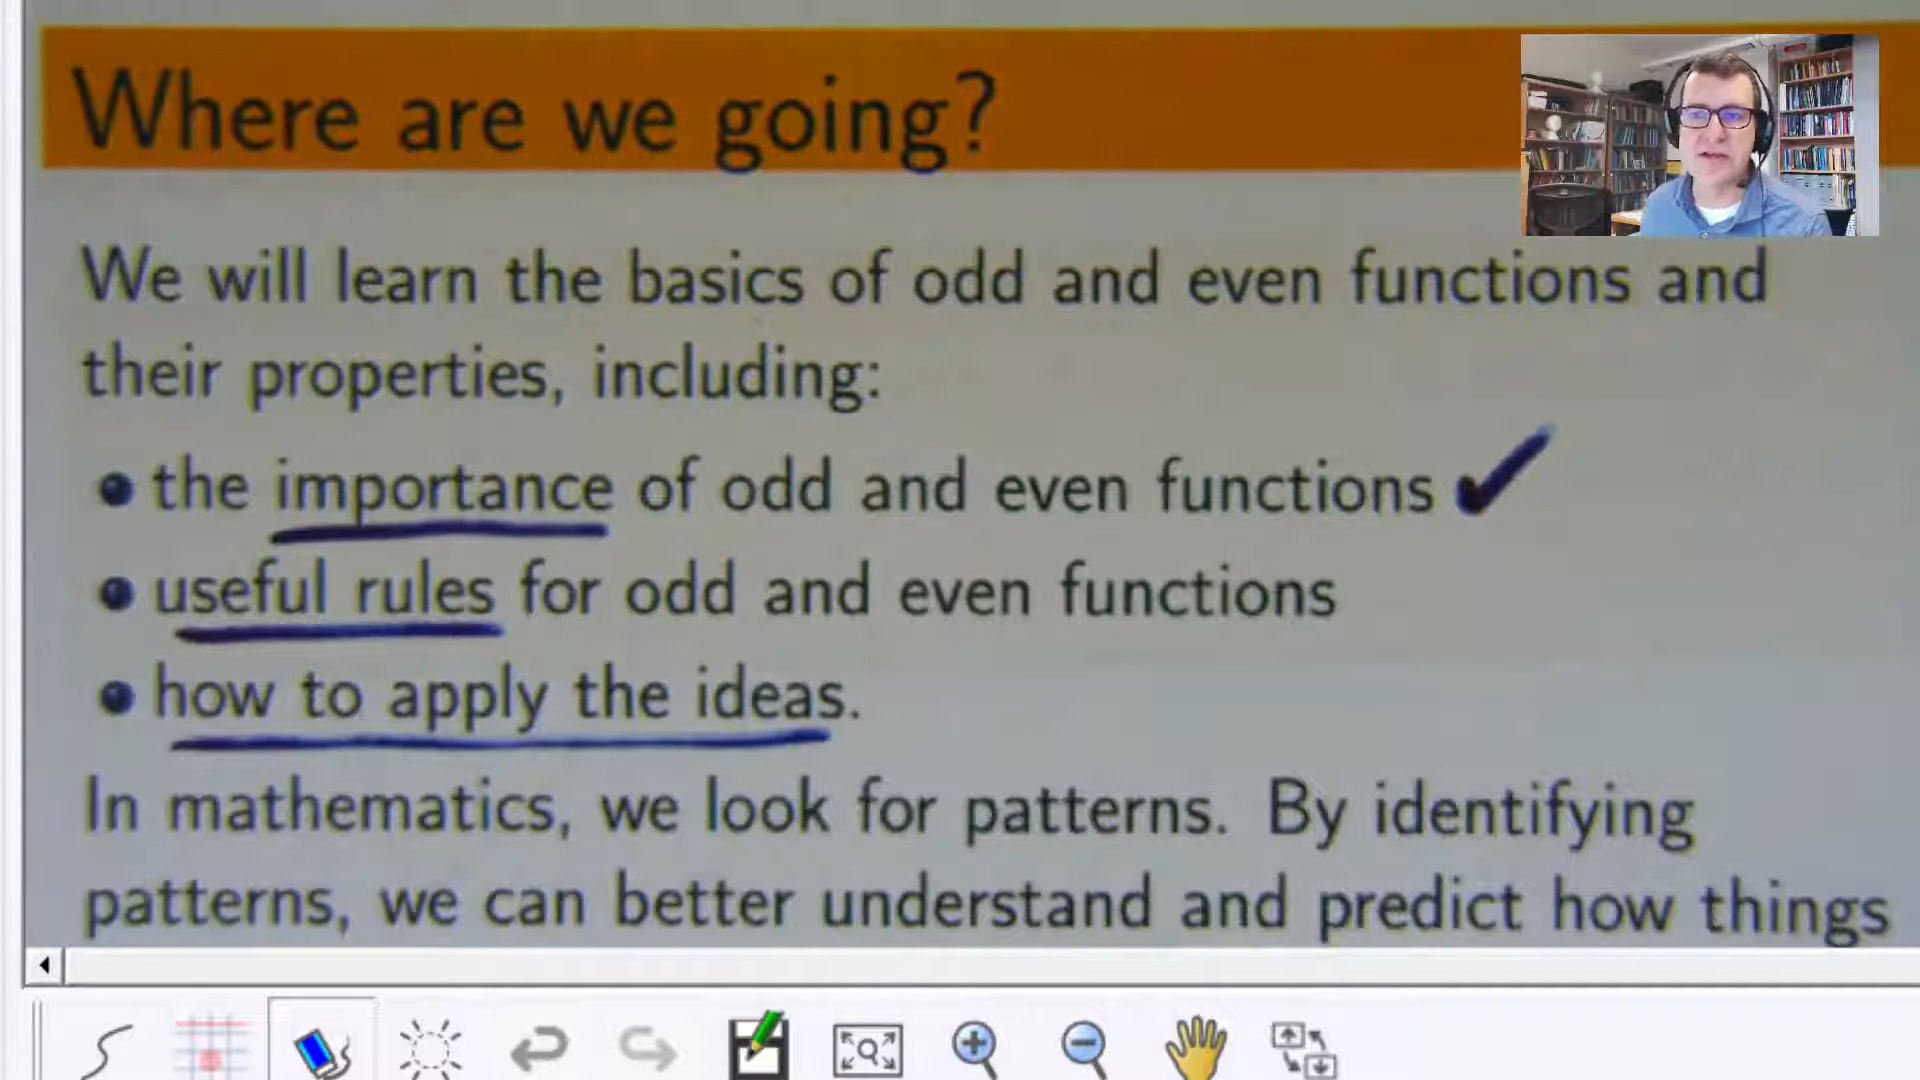 Where are we going?
We will learn the basics of odd and even functions and
their properties, including:
• the importance of odd and even functions ✓
• useful rules for odd and even functions
• how to apply the ideas.
In mathematics, we look for patterns. By identifying
patterns, we can better understand and predict how things